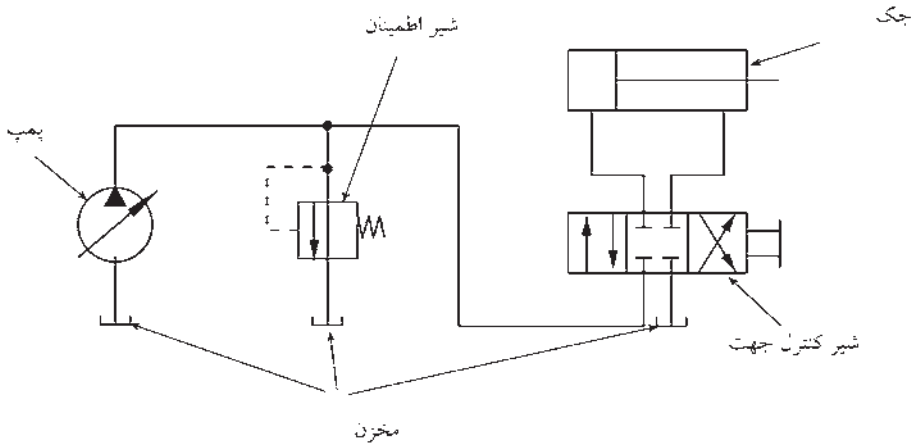 جک
شیر اطمینان
پمپ
شیر کنترل جهت
مخزن